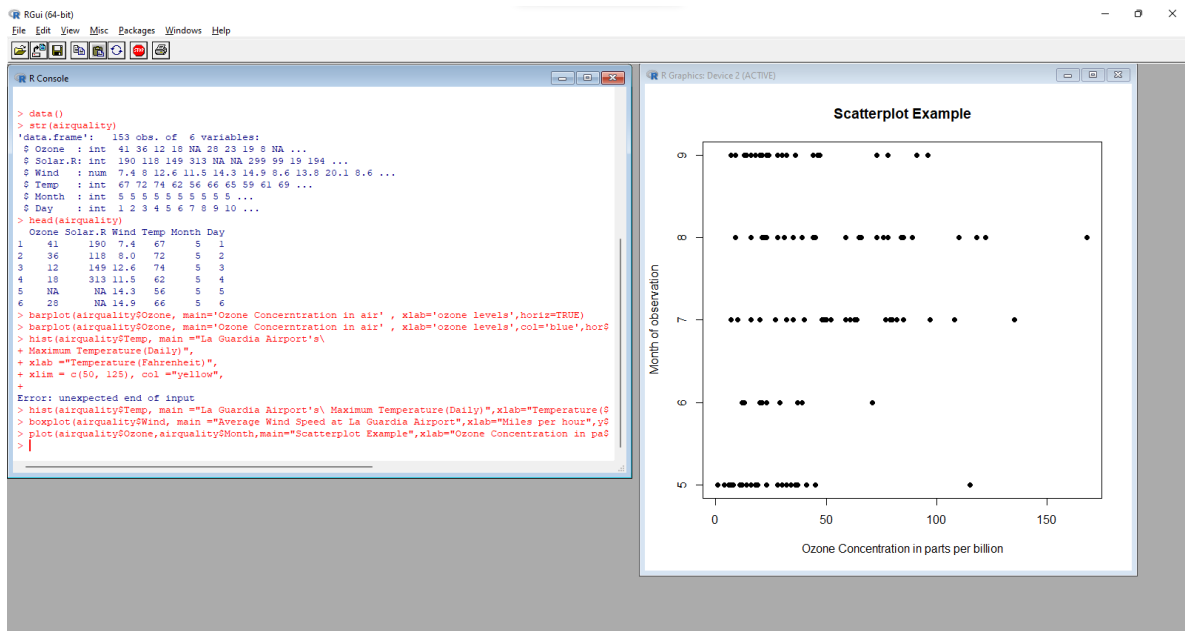 RGui (64-bit)
File Edit View Misc Packages Windows Help
STOP
R Console
> data()
> str(airquality)
'data.frame':   153 obs. of  6 variables:
 $ Ozone  : int  41 36 12 18 NA 28 23 19 8 NA ...
 $ Solar.R: int  190 118 149 313 NA NA 299 99 19 194 ...
 $ Wind   : num  7.4 8 12.6 11.5 14.3 14.9 8.6 13.8 20.1 8.6 ...
 $ Temp   : int  67 72 74 62 56 66 65 59 61 69 ...
 $ Month  : int  5 5 5 5 5 5 5 5 5 5 ...
 $ Day    : int  1 2 3 4 5 6 7 8 9 10 ...
> head(airquality)
  Ozone Solar.R Wind Temp Month Day
1    41     190  7.4   67     5   1
2    36     118  8.0   72     5   2
3    12     149 12.6   74     5   3
4    18     313 11.5   62     5   4
5    NA      NA 14.3   56     5   5
6    28      NA 14.9   66     5   6
> barplot(airquality$Ozone, main='Ozone Concerntration in air' , xlab='ozone levels',horiz=TRUE)
> barplot(airquality$Ozone, main='Ozone Concoerntration in air' , xlab='ozone levels',col='blue',hor$
> hist(airquality$Temp, main ="La Guardia Airport's\
+ Maximum Temperature(Daily)",
+ xlab ="Temperature(Fahrenheit)",
+ xlim = c(50, 125), col ="yellow",
+
Error: unexpected end of input
> hist(airquality$Temp, main ="La Guardia Airport's\ Maximum Temperature(Daily)",xlab="Temperature($
> boxplot(airquality$Wind, main ="Average Wind Speed at La Guardia Airport",xlab="Miles per hour",y$
> plot(airquality$Ozone,airquality$Month,main="Scatterplot Example",xlab="Ozone Concentration in pa$
>
R Graphics: Device 2 (ACTIVE)
Scatterplot Example
Month of observation
9
8
7
6
5
0 50 100 150
Ozone Concentration in parts per billion